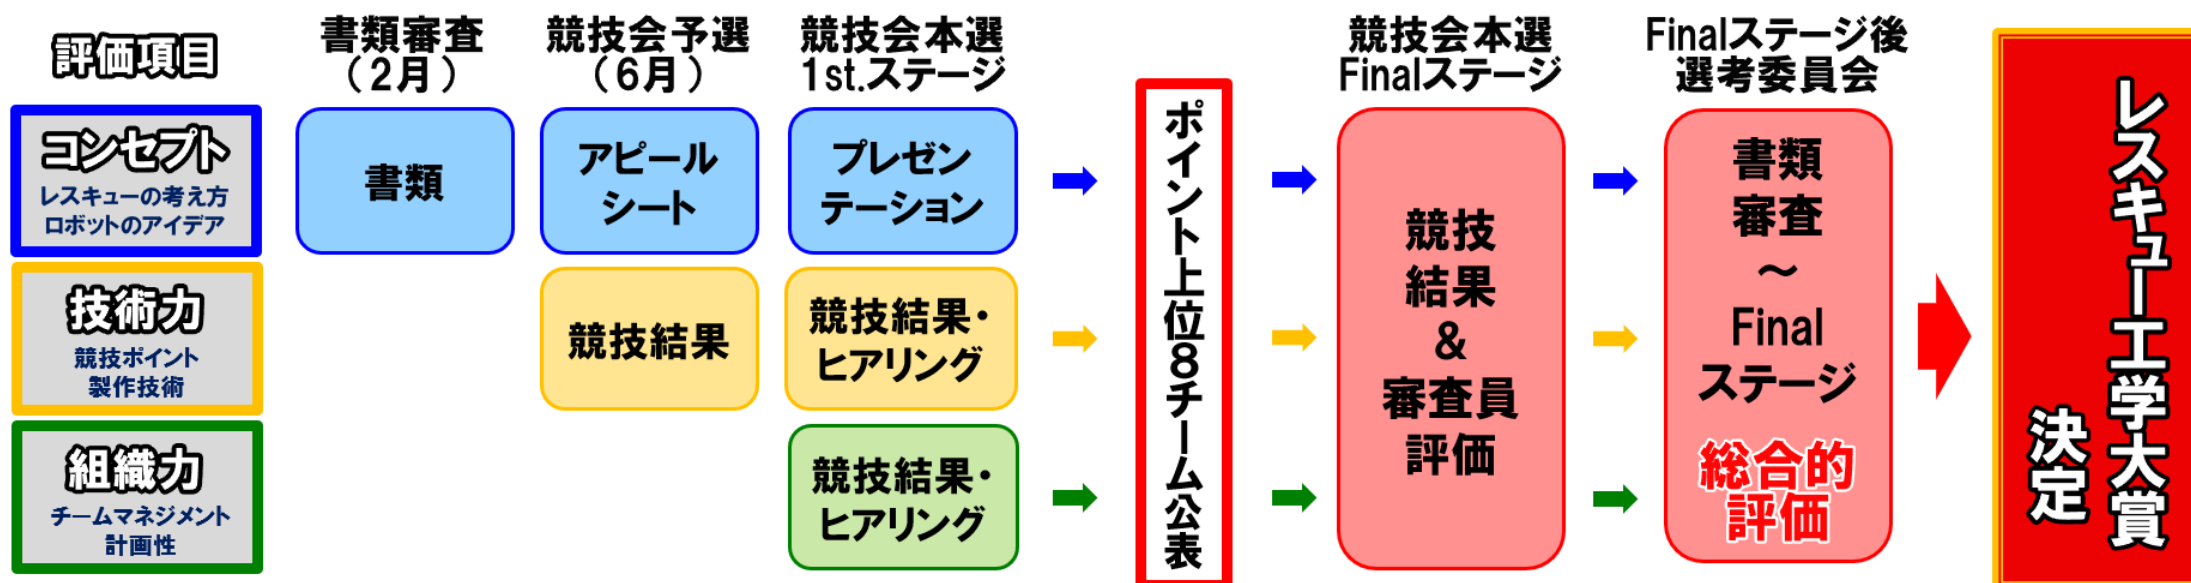 評価項目
書類審査
（2月）
競技会予選
（6月）
競技会本選
1st.ステージ
競技会本選
Finalステージ
Finalステージ後
選考委員会
コンセプト
レスキューの考え方
ロボットのアイデア
書類
アピール
シート
プレゼン
テーション
技術力
競技ポイント
製作技術
競技結果
競技結果・
ヒアリング
組織力
チームマネジメント
計画性
競技結果・
ヒアリング
ポイント上位8チーム公表
競技
結果
&
審査員
評価
書類
審査
～
Final
ステージ
総合的
評価
レスキュー工学大賞
決定